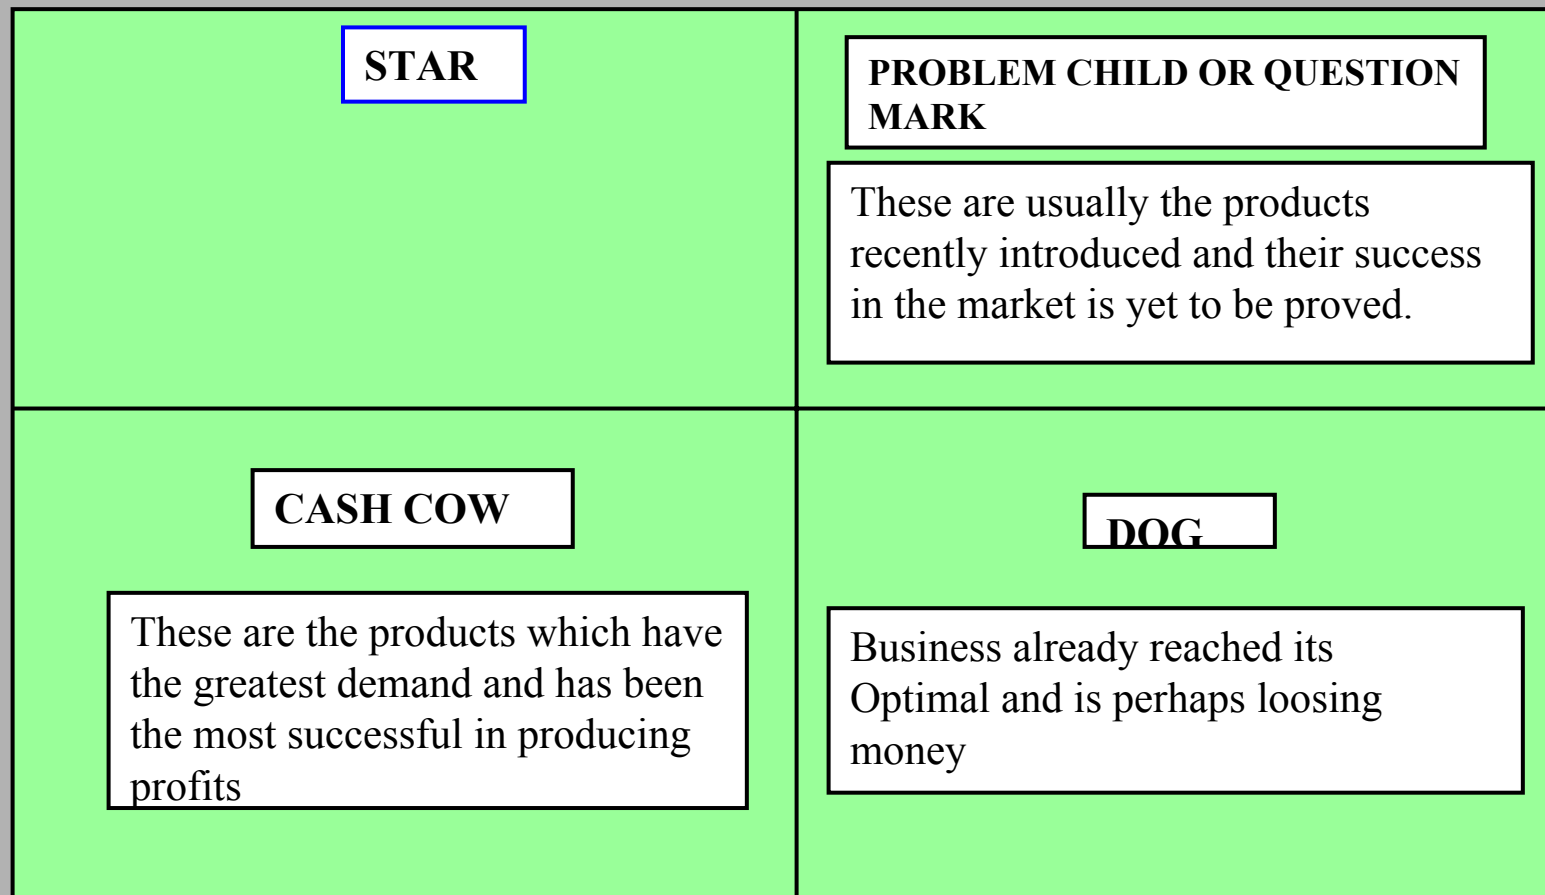 STAR
PROBLEM CHILD OR QUESTION
MARK
These are usually the products
recently introduced and their success
in the market is yet to be proved.
CASH COW
These are the products which have
the greatest demand and has been
the most successful in producing
profits
DOG
Business already reached its
Optimal and is perhaps loosing
money